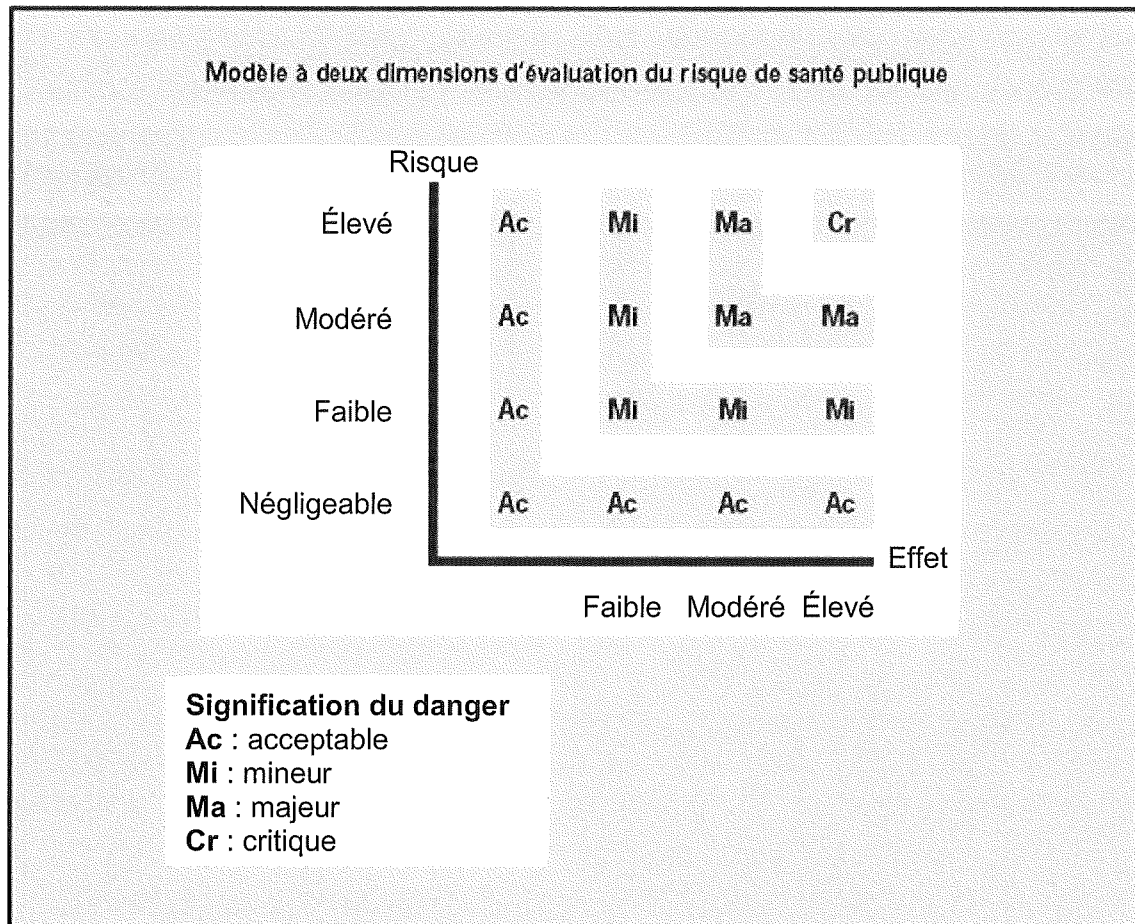 Modèle à deux dimensions d'évaluation du risque de santé publique
Risque
Élevé Ac Mi Ma Cr
Modéré Ac Mi Ma Ma
Faible Ac Mi Mi Mi
Négligeable Ac Ac Ac Ac
Effet
Faible Modéré Élevé
Signification du danger
Ac : acceptable
Mi : mineur
Ma : majeur
Cr : critique